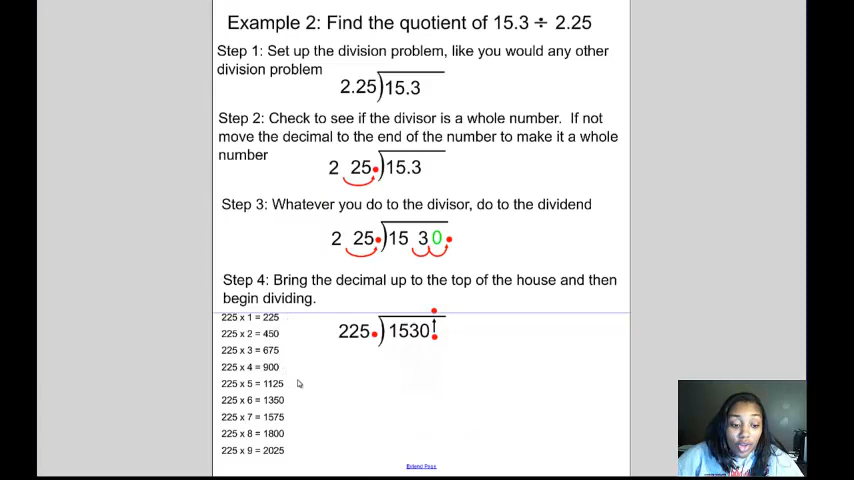 Example 2: Find the quotient of 15.3 ÷ 2.25
Step 1: Set up the division problem, like you would any other
division problem
2.25)15.3
Step 2: Check to see if the divisor is a whole number. If not
move the decimal to the end of the number to make it a whole
number
2 25.)15.3
Step 3: Whatever you do to the divisor, do to the dividend
2 25.)15 30.
Step 4: Bring the decimal up to the top of the house and then
begin dividing.
.
225.)1530.
225 x 1 = 225
225 x 2 = 450
225 x 3 = 675
225 x 4 = 900
225 x 5 = 1125
225 x 6 = 1350
225 x 7 = 1575
225 x 8 = 1800
225 x 9 = 2025
Extend Page